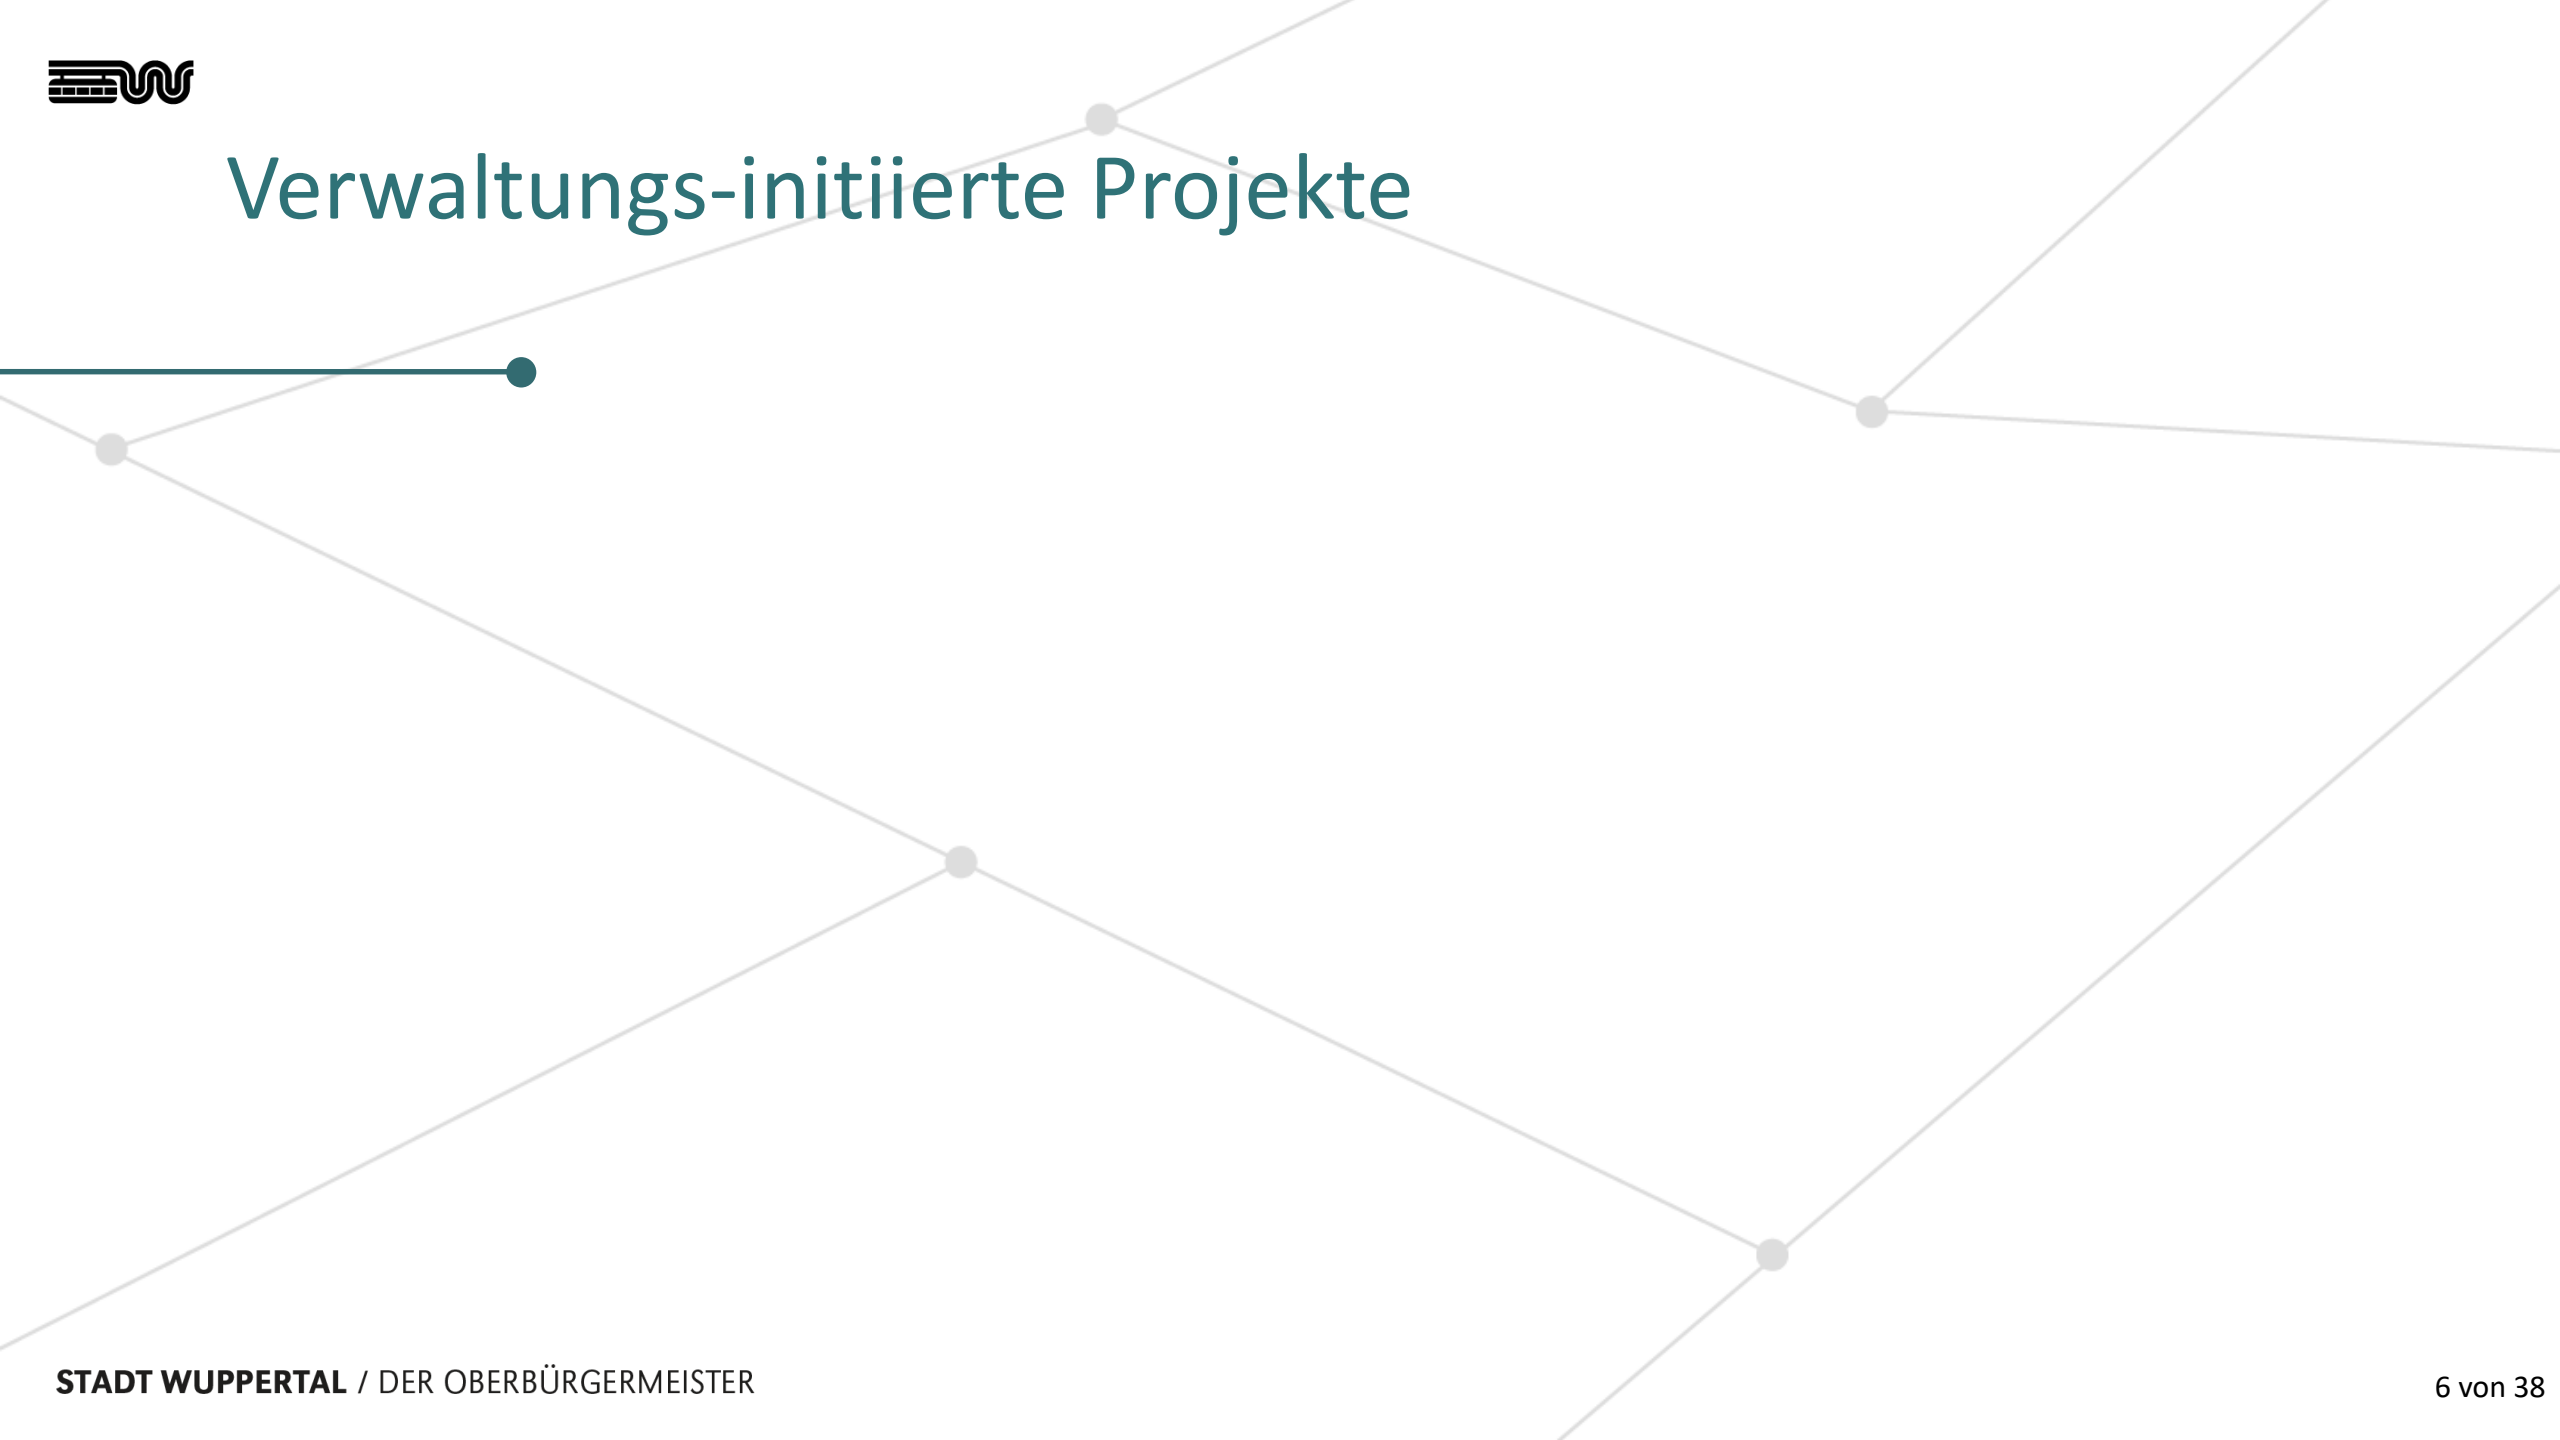 Verwaltungs-initiierte Projekte
STADT WUPPERTAL / DER OBERBÜRGERMEISTER
6 von 38